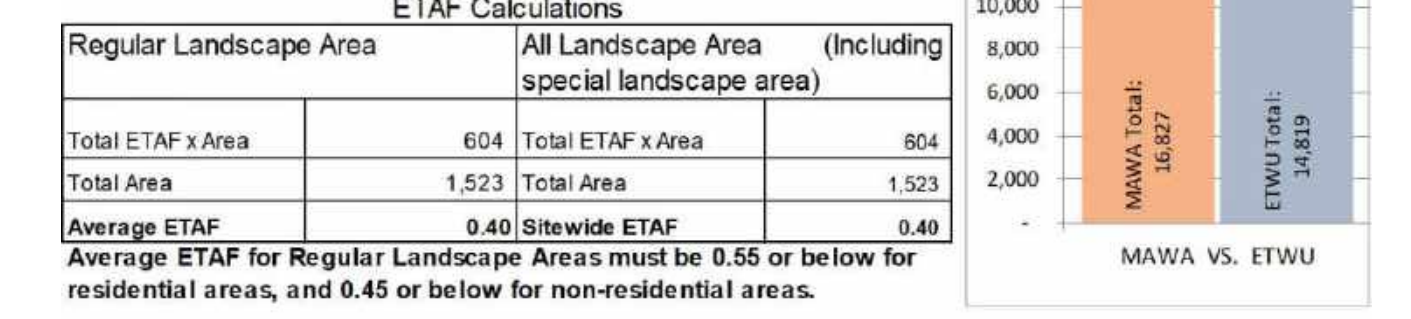 ETAF Calculations
Regular Landscape Area All Landscape Area (Including
special landscape area)
Total ETAF x Area 604 Total ETAF x Area 604
Total Area 1,523 Total Area 1,523
Average ETAF 0.40 Sitewide ETAF 0.40
Average ETAF for Regular Landscape Areas must be 0.55 or below for
residential areas, and 0.45 or below for non-residential areas.
10,000
8,000
6,000
4,000
2,000
-
MAWA Total:
16,827
ETWU Total:
14,819
MAWA VS. ETWU